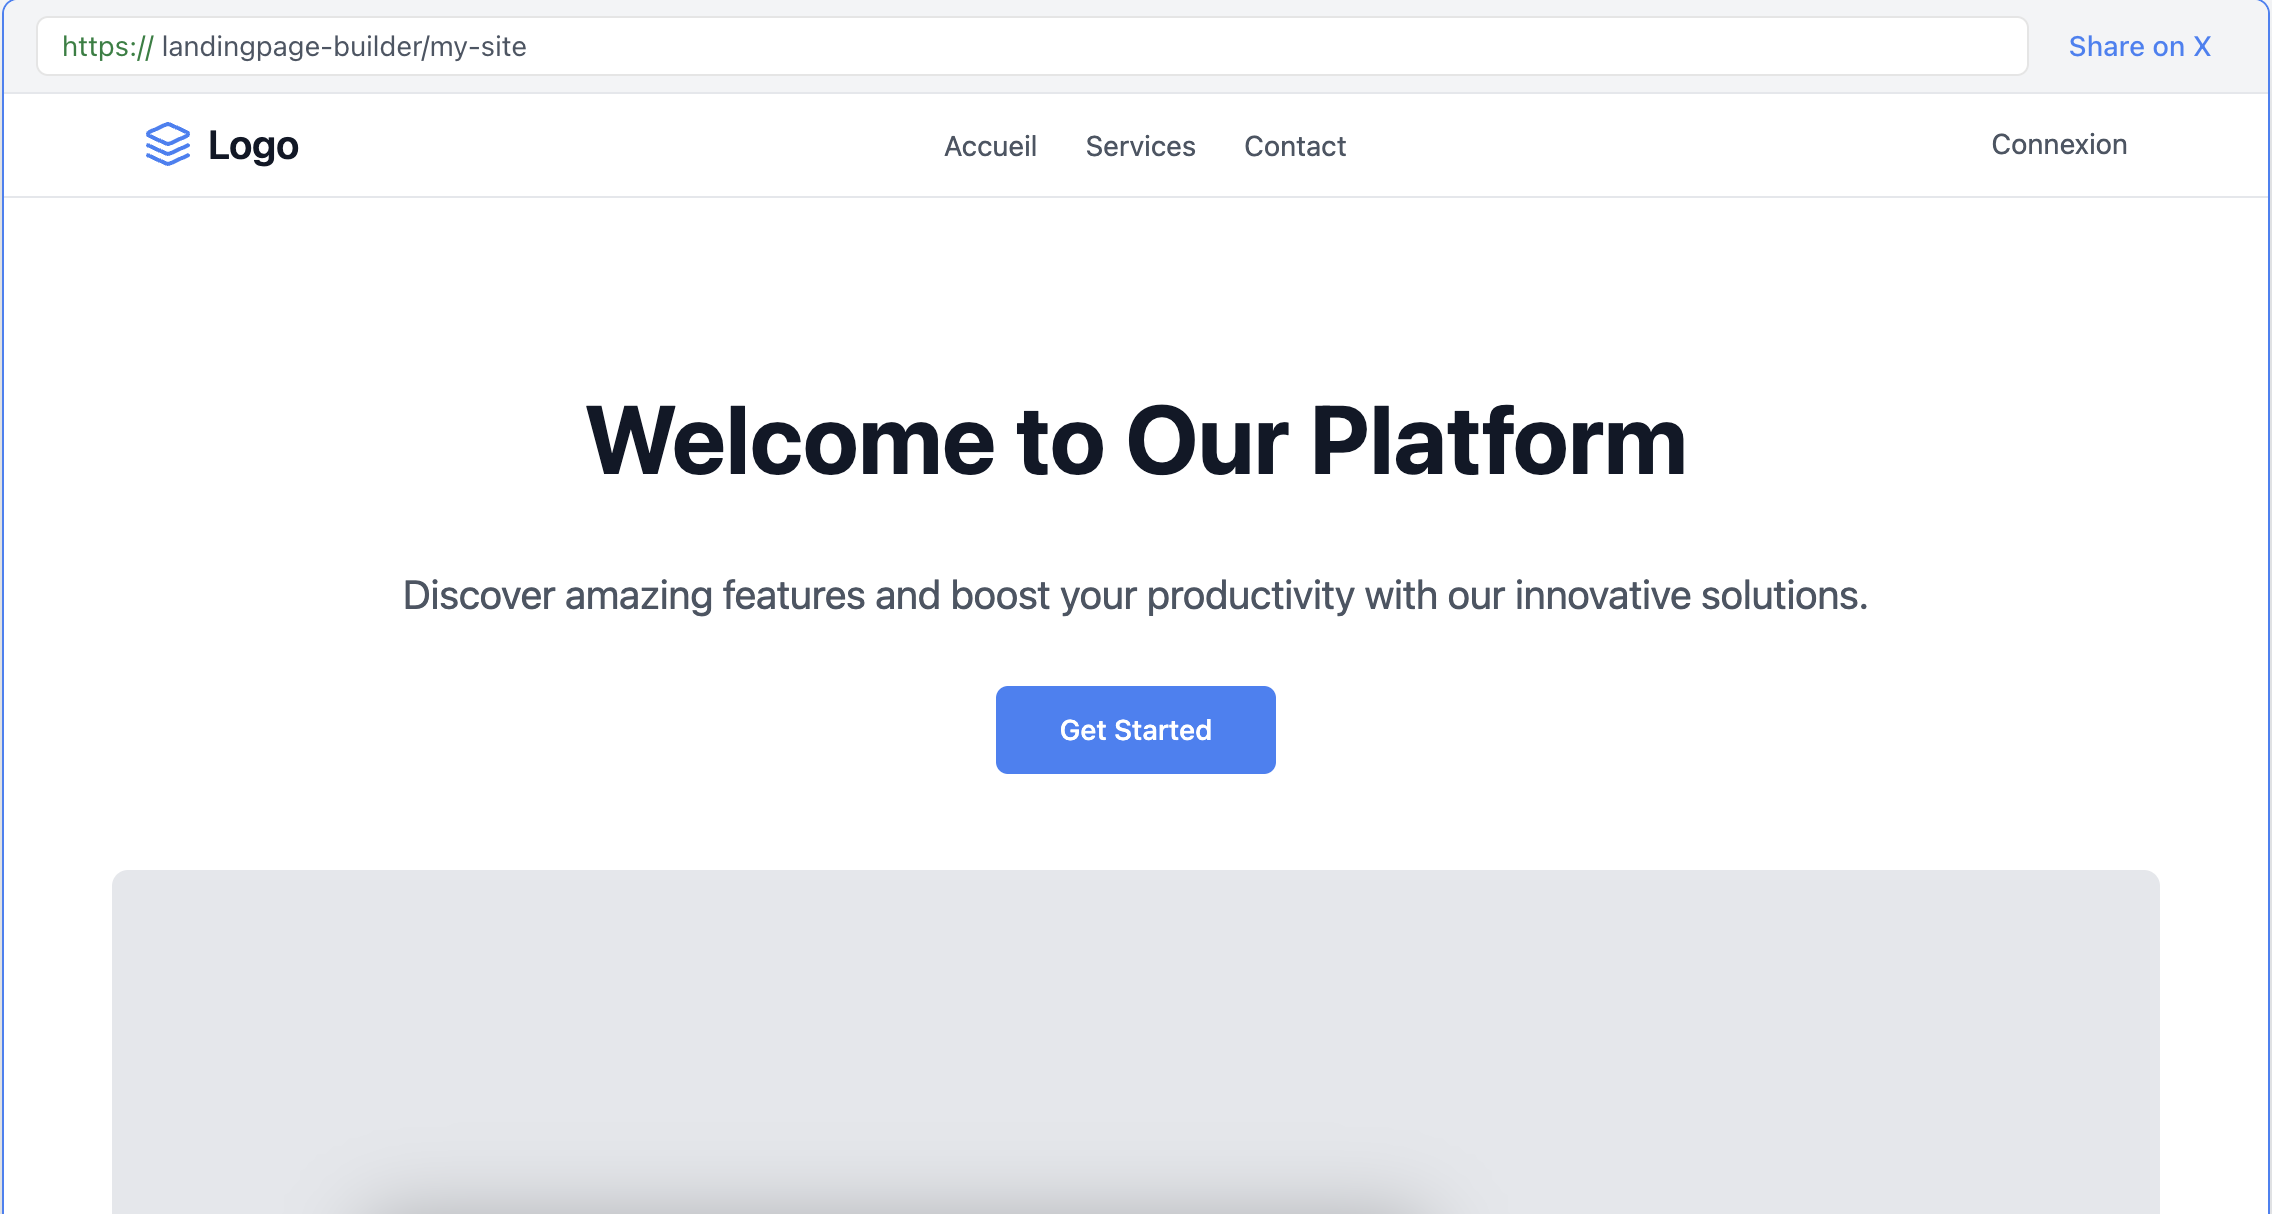 https:// landingpage-builder/my-site
Share on X
Logo
Accueil
Services
Contact
Connexion
Welcome to Our Platform
Discover amazing features and boost your productivity with our innovative solutions.
Get Started